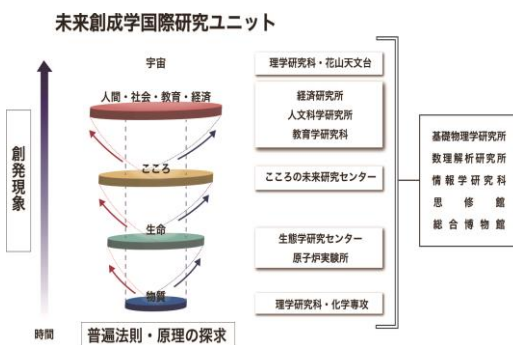 未来創成学国際研究ユニット
宇宙
理学研究科・花山天文台
人間・社会・教育・経済
経済研究所
人文科学研究所
教育学研究科
創発現象
こころ
こころの未来研究センター
基礎物理学研究所
数理解析研究所
情報学研究科
思修館
総合博物館
生命
生態学研究センター
原子炉実験所
物質
理学研究科・化学専攻
時間
普遍法則・原理の探求